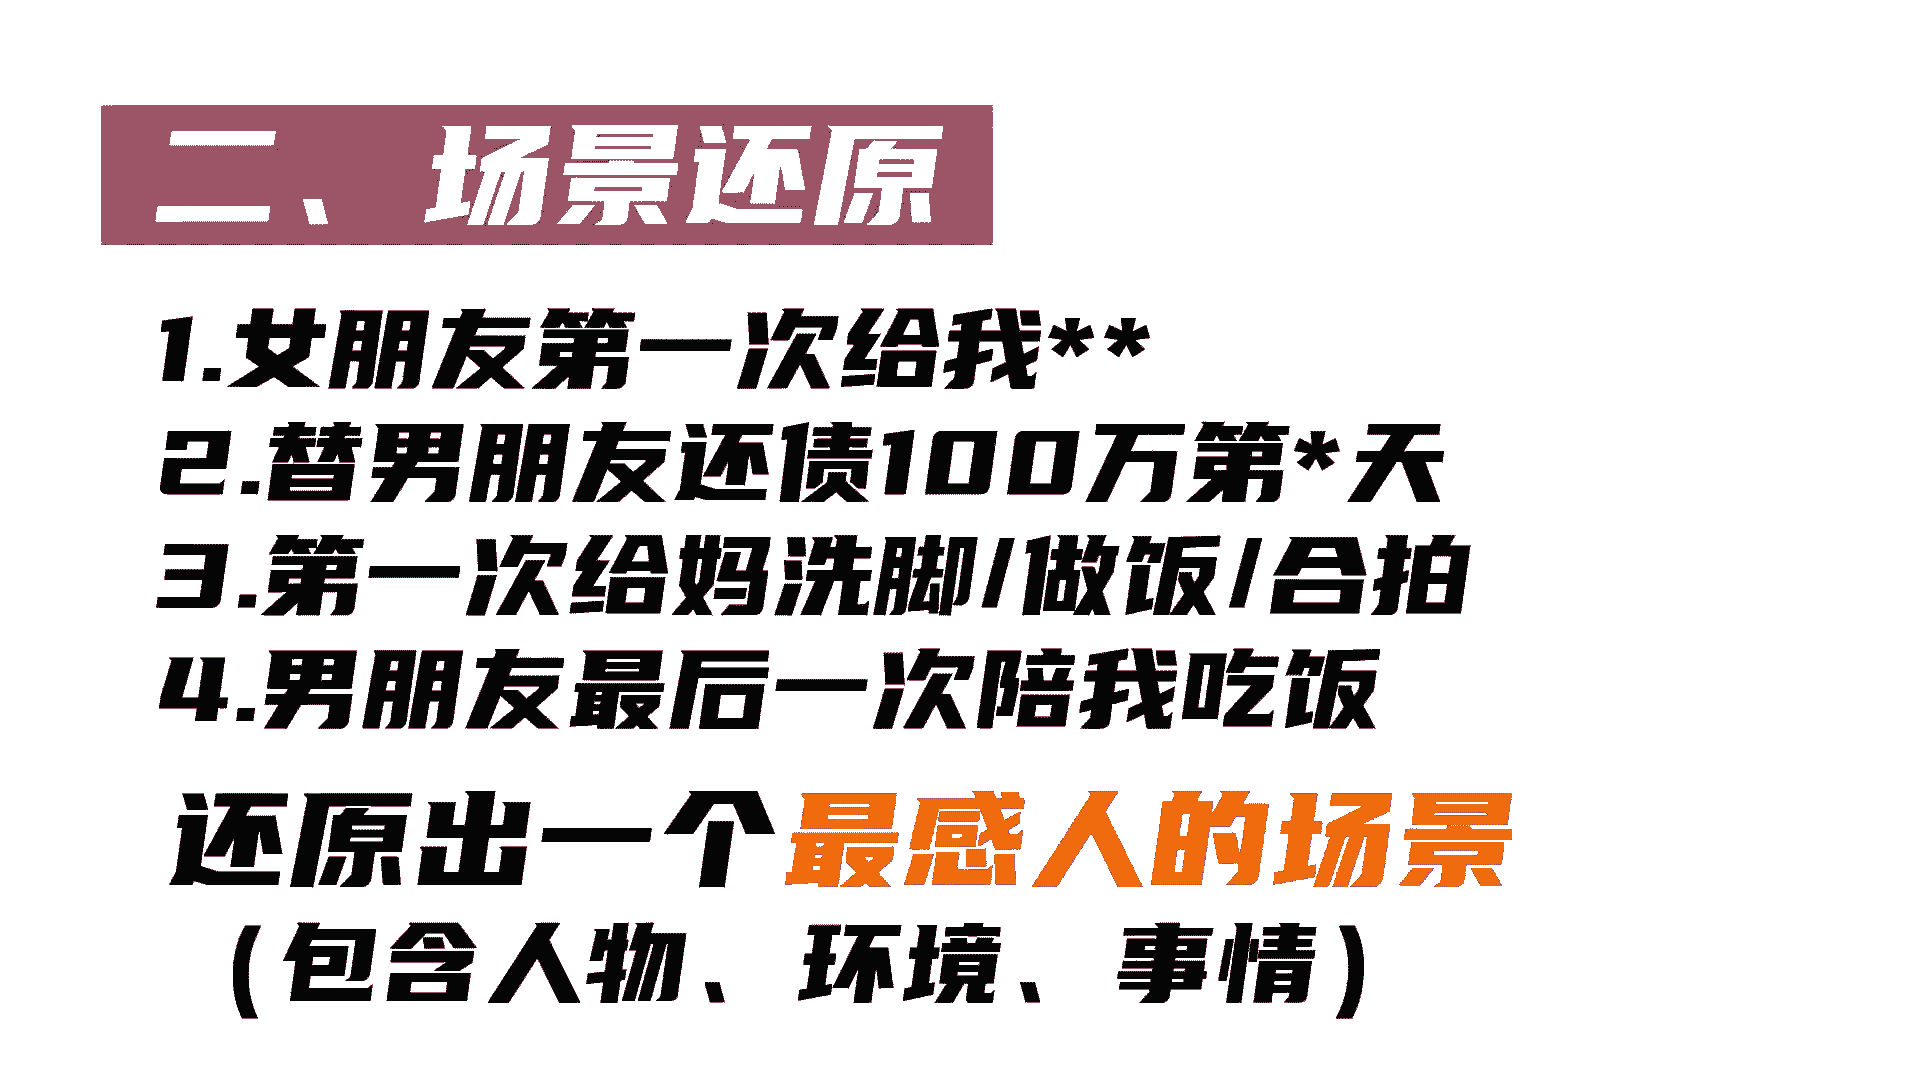 二、场景还原
1.女朋友第一次给我**
2.替男朋友还债100万第*天
3.第一次给妈洗脚/做饭/合拍
4.男朋友最后一次陪我吃饭
还原出一个最感人的场景
(包含人物、环境、事情)